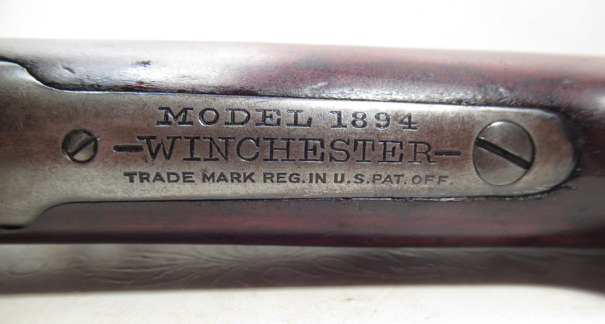 MODEL 1894
-WINCHESTER-
TRADE MARK REG. IN U.S. PAT. OFF.